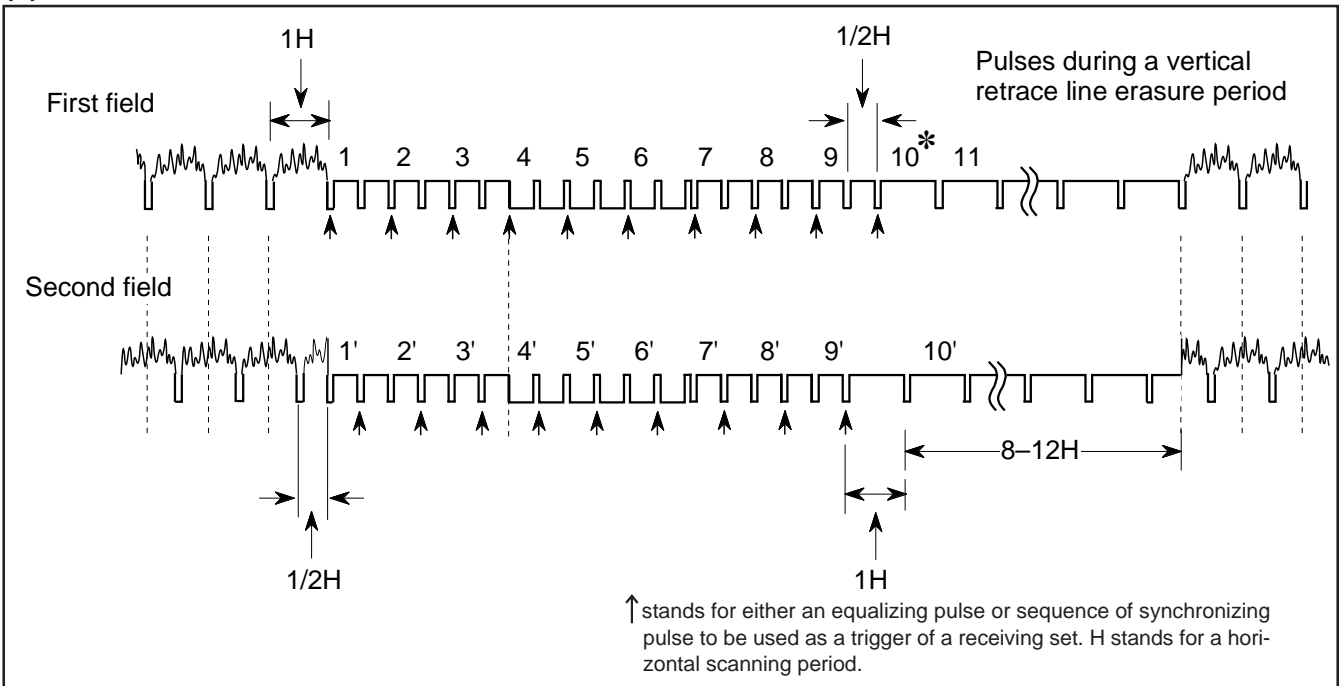 1H
1/2H
Pulses during a vertical
retrace line erasure period
First field
1 2 3 4 5 6 7 8 9 10* 11
Second field
1' 2' 3' 4' 5' 6' 7' 8' 9' 10'
8–12H
1/2H
1H
↑ stands for either an equalizing pulse or sequence of synchronizing
pulse to be used as a trigger of a receiving set. H stands for a hori-
zontal scanning period.